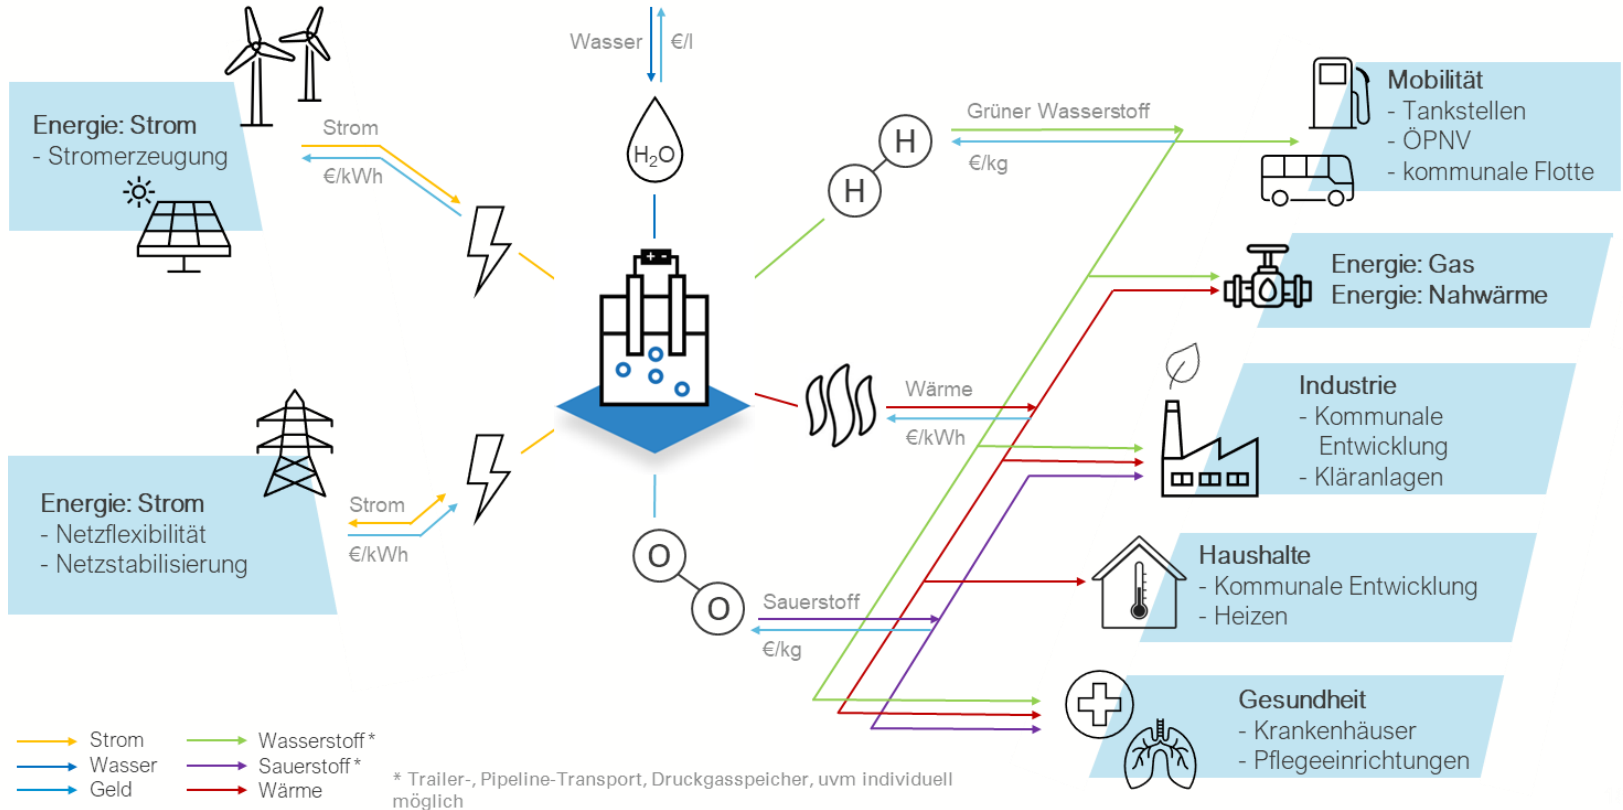 Energie: Strom
- Stromerzeugung
Strom
€/kWh
Wasser
€/l
H₂O
+ -
H
H
Grüner Wasserstoff
€/kg
Mobilität
- Tankstellen
- ÖPNV
- kommunale Flotte
Energie: Gas
Energie: Nahwärme
Wärme
€/kWh
Industrie
- Kommunale
Entwicklung
- Kläranlagen
Energie: Strom
- Netzflexibilität
- Netzstabilisierung
Strom
€/kWh
O
O
Sauerstoff
€/kg
Haushalte
- Kommunale Entwicklung
- Heizen
Gesundheit
- Krankenhäuser
- Pflegeeinrichtungen
Strom
Wasser
Geld
Wasserstoff*
Sauerstoff*
Wärme
* Trailer-, Pipeline-Transport, Druckgasspeicher, uvm individuell
möglich